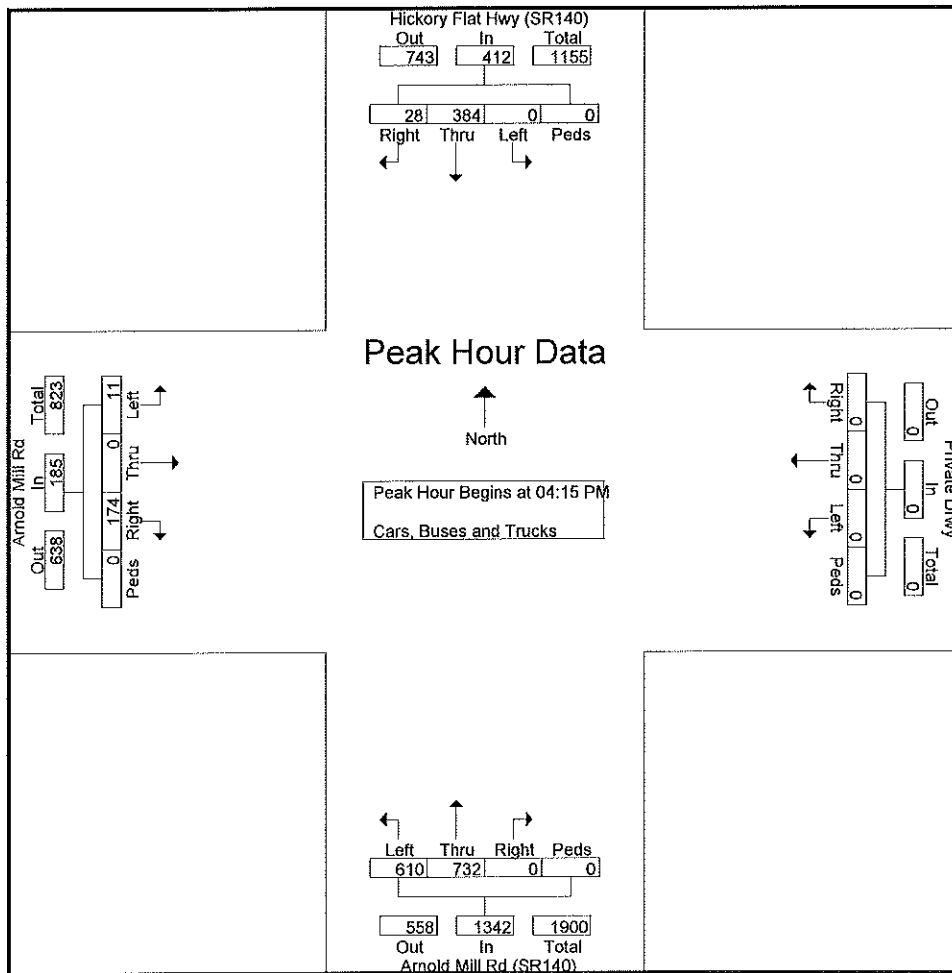 Hickory Flat Hwy (SR140)
Out In Total
743 412 1155
28 384 0 0
Right Thru Left Peds
Peak Hour Data
North
Peak Hour Begins at 04:15 PM
Cars, Buses and Trucks
Arnold Mill Rd
Out In Total
638 185 823
11 0 174 0
Left Thru Right Peds
Private Drwy
Out In Total
0 0 0
Right Thru Left Peds
0 0 0 0
Left Thru Right Peds
610 732 0 0
558 1342 1900
Out In Total
Arnold Mill Rd (SR140)